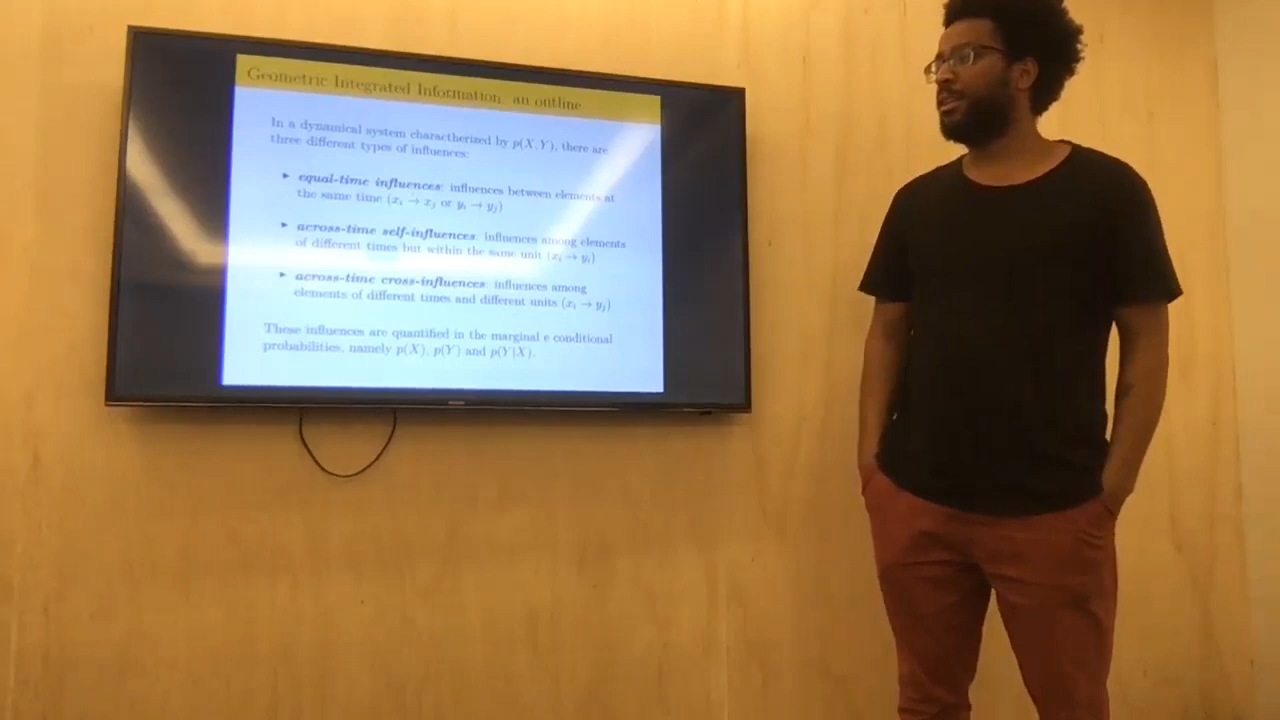 Geometric Integrated Information, an outline
In a dynamical system charactherized by p(X, Y), there are
three different types of influences:
▸ equal-time influences: influences between elements at
the same time (xᵢ → xⱼ or yᵢ → yⱼ)
▸ across-time self-influences: influences among elements
of different times but within the same unit (xᵢ → yᵢ)
▸ across-time cross-influences: influences among
elements of different times and different units (xᵢ → yⱼ)
These influences are quantified in the marginal e conditional
probabilities, namely p(X), p(Y) and p(Y|X).